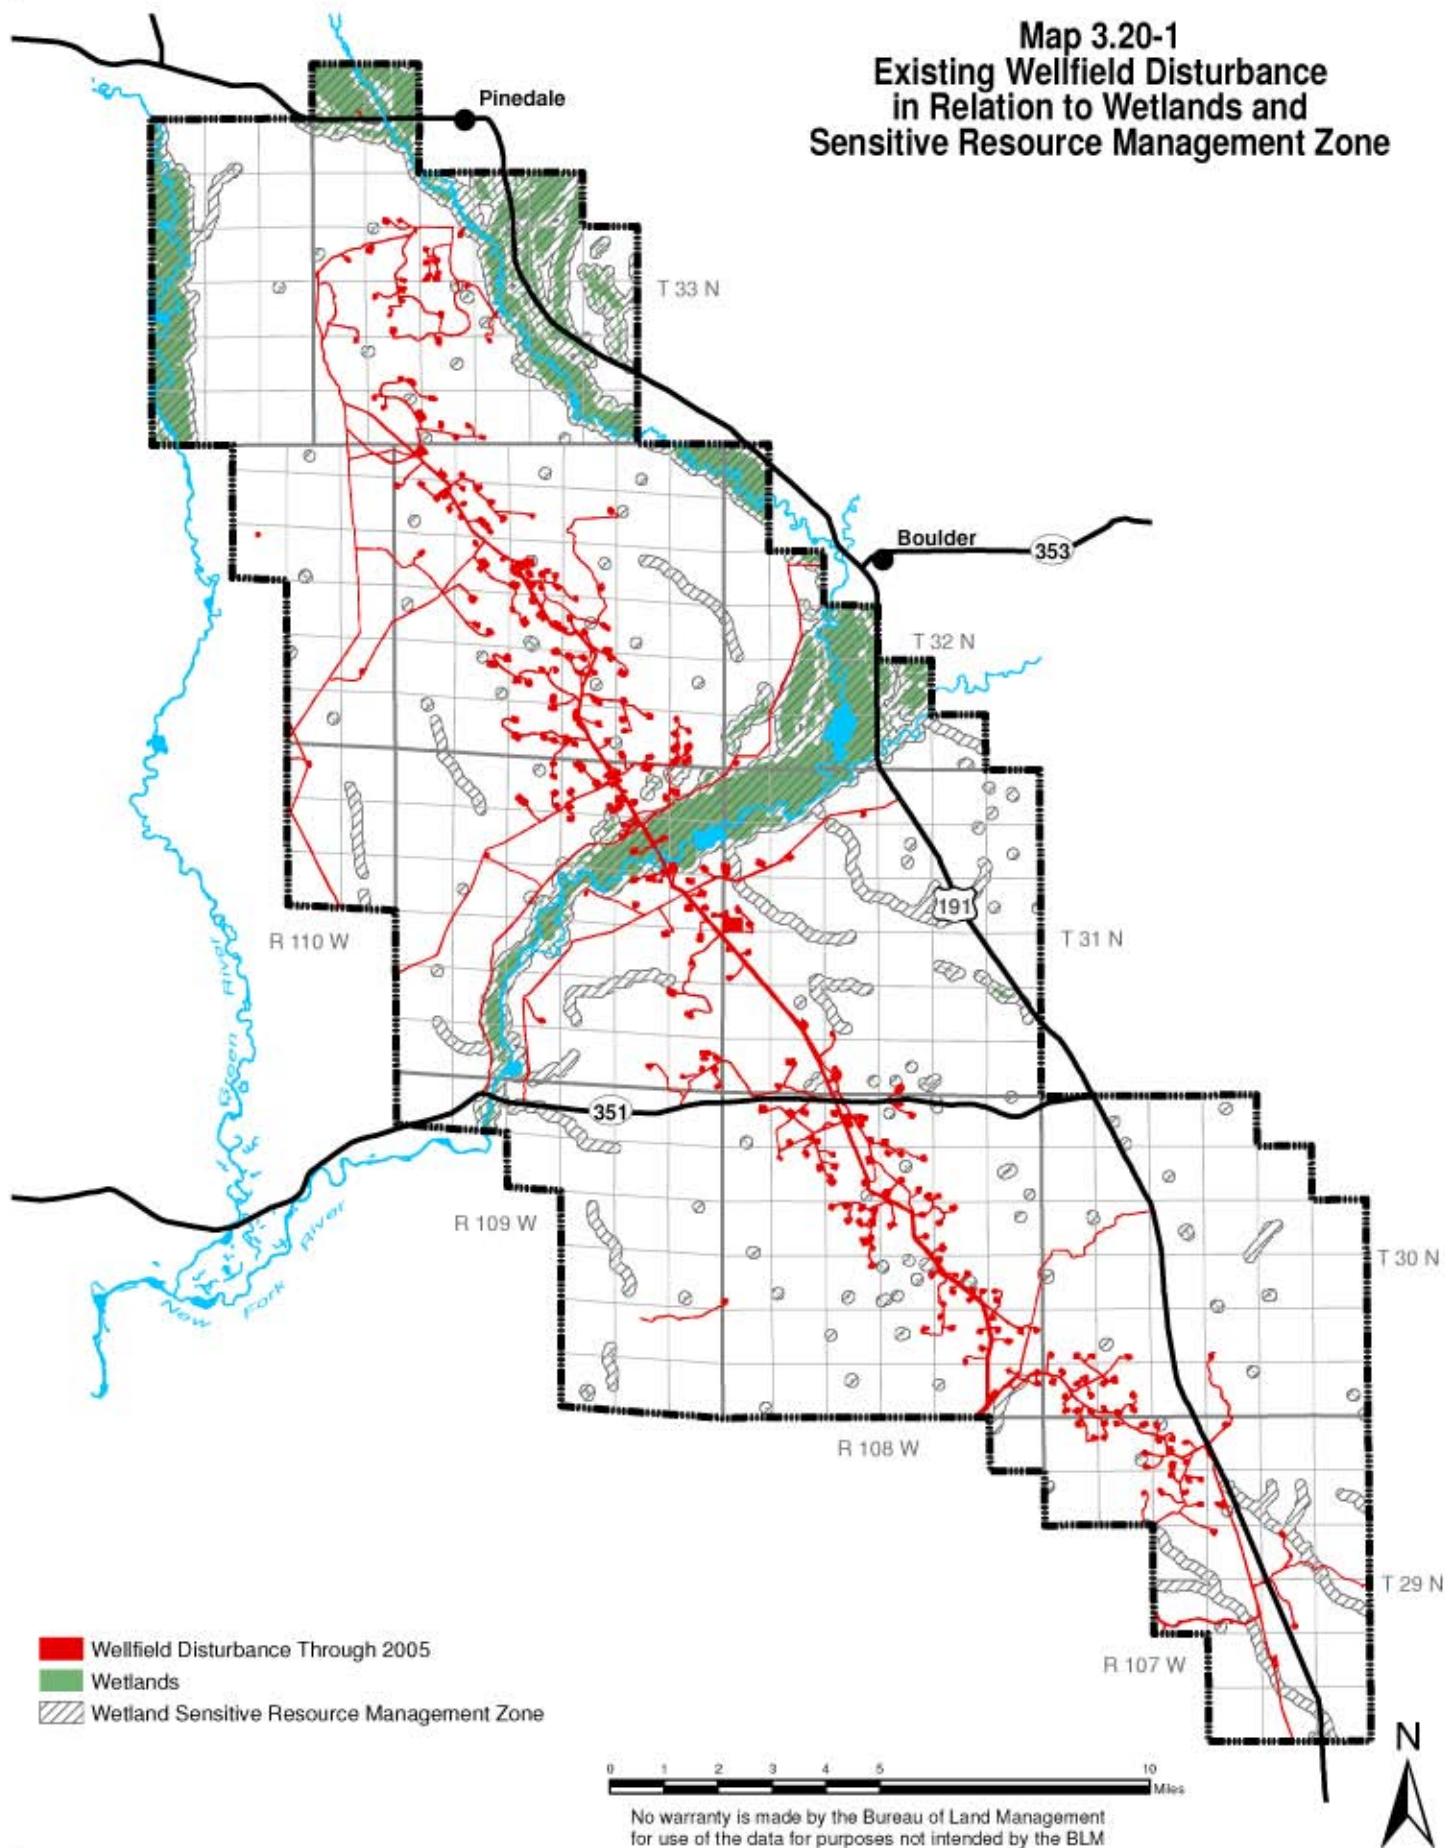 Map 3.20-1
Existing Wellfield Disturbance
in Relation to Wetlands and
Sensitive Resource Management Zone
Pinedale
T 33 N
Boulder
353
T 32 N
191
R 110 W
T 31 N
Green River
351
R 109 W
T 30 N
New Fork River
R 108 W
T 29 N
R 107 W
Wellfield Disturbance Through 2005
Wetlands
Wetland Sensitive Resource Management Zone
N
0 1 2 3 4 5 10
Miles
No warranty is made by the Bureau of Land Management
for use of the data for purposes not intended by the BLM